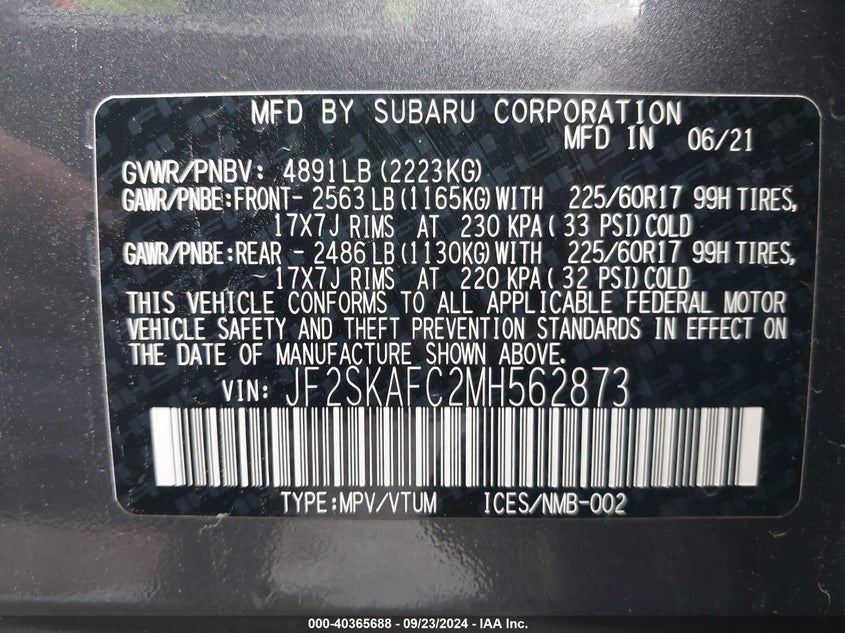 MFD BY SUBARU CORPORATION
MFD IN 06/21
GVWR/PNBV: 4891LB (2223KG)
GAWR/PNBE:FRONT- 2563 LB (1165KG) WITH 225/60R17 99H TIRES,
17X7J RIMS AT 230 KPA ( 33 PSI) COLD
GAWR/PNBE:REAR - 2486 LB (1130KG) WITH 225/60R17 99H TIRES,
17X7J RIMS AT 220 KPA ( 32 PSI) COLD
THIS VEHICLE CONFORMS TO ALL APPLICABLE FEDERAL MOTOR
VEHICLE SAFETY AND THEFT PREVENTION STANDARDS IN EFFECT ON
THE DATE OF MANUFACTURE SHOWN ABOVE.
VIN: JF2SKAFC2MH562873
TYPE:MPV/VTUM ICES/NMB-002
000-40365688 - 09/23/2024 - IAA Inc.